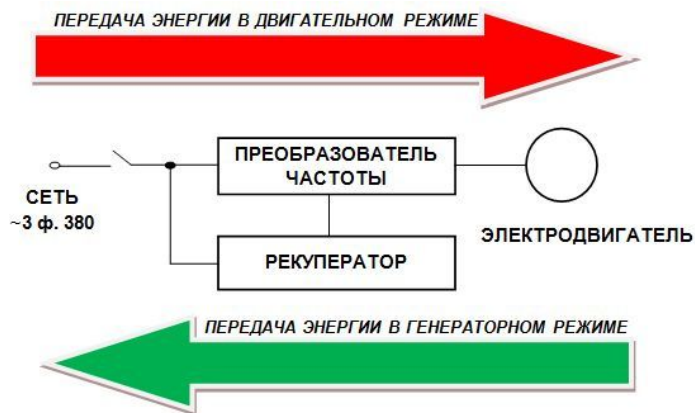 ПЕРЕДАЧА ЭНЕРГИИ В ДВИГАТЕЛЬНОМ РЕЖИМЕ
ПРЕОБРАЗОВАТЕЛЬ
ЧАСТОТЫ
СЕТЬ
~3 ф. 380
ЭЛЕКТРОДВИГАТЕЛЬ
РЕКУПЕРАТОР
ПЕРЕДАЧА ЭНЕРГИИ В ГЕНЕРАТОРНОМ РЕЖИМЕ